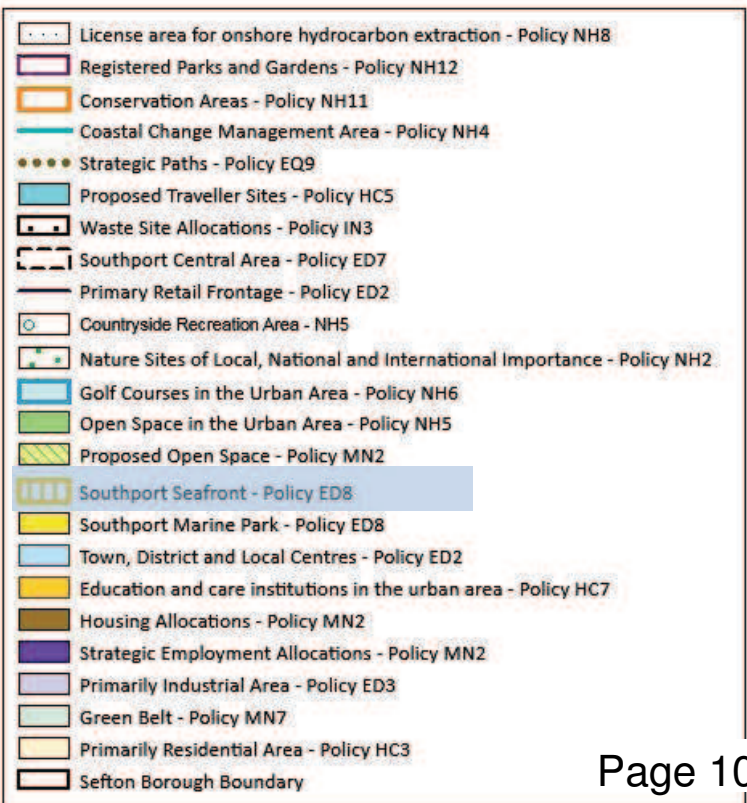 License area for onshore hydrocarbon extraction - Policy NH8
Registered Parks and Gardens - Policy NH12
Conservation Areas - Policy NH11
Coastal Change Management Area - Policy NH4
Strategic Paths - Policy EQ9
Proposed Traveller Sites - Policy HC5
Waste Site Allocations - Policy IN3
Southport Central Area - Policy ED7
Primary Retail Frontage - Policy ED2
Countryside Recreation Area - NH5
Nature Sites of Local, National and International Importance - Policy NH2
Golf Courses in the Urban Area - Policy NH6
Open Space in the Urban Area - Policy NH5
Proposed Open Space - Policy MN2
Southport Seafront - Policy ED8
Southport Marine Park - Policy ED8
Town, District and Local Centres - Policy ED2
Education and care institutions in the urban area - Policy HC7
Housing Allocations - Policy MN2
Strategic Employment Allocations - Policy MN2
Primarily Industrial Area - Policy ED3
Green Belt - Policy MN7
Primarily Residential Area - Policy HC3
Sefton Borough Boundary
Page 10